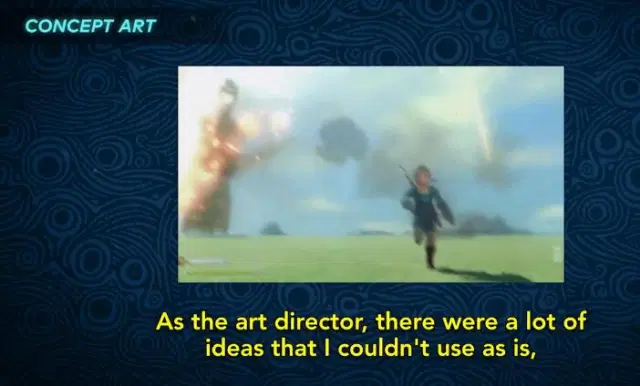 CONCEPT ART
As the art director, there were a lot of
ideas that I couldn't use as is,